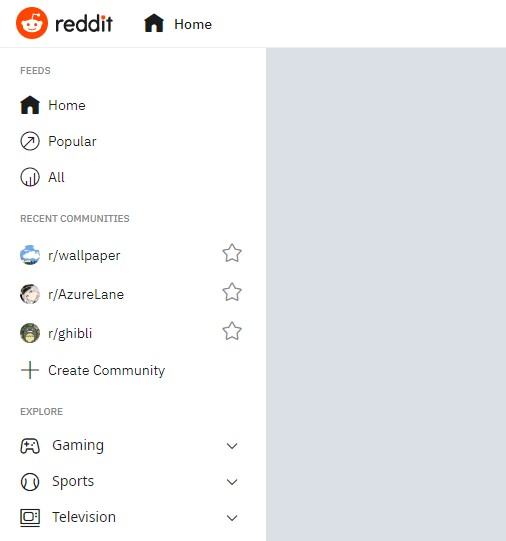 reddit Home
FEEDS
Home
Popular
All
RECENT COMMUNITIES
r/wallpaper
r/AzureLane
r/ghibli
Create Community
EXPLORE
Gaming
Sports
Television